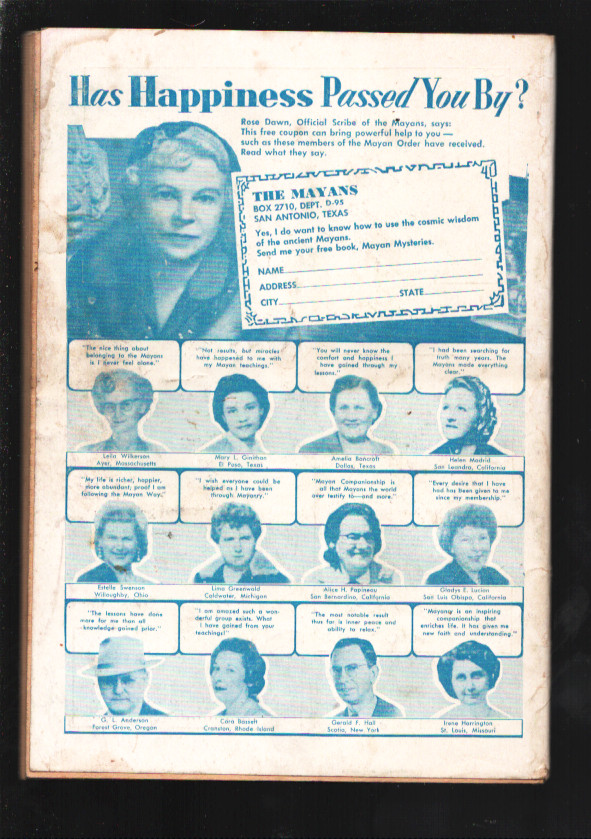 Has Happiness Passed You By?
Rose Dawn, Official Scribe of the Mayans, says:
This free coupon can bring powerful help to you —
such as these members of the Mayan Order have received.
Read what they say.
THE MAYANS
BOX 2710, DEPT. D-95
SAN ANTONIO, TEXAS
Yes, I do want to know how to use the cosmic wisdom
of the ancient Mayans.
Send me your free book, Mayan Mysteries.
NAME
ADDRESS
CITY STATE
"The nice thing about
belonging to the Mayans
is I never feel alone."
"Not results, but miracles
have happened to me with
my Mayan teachings."
"You will never know the
comfort and happiness I
have gained through my
lessons."
"I had been searching for
truth many years. The
Mayans made everything
clear."
Leila Wilkerson
Ayer, Massachusetts
Mary L. Ginthan
El Paso, Texas
Amelia Bancroft
Dallas, Texas
Helen Madrid
San Leandro, California
"My life is richer, happier,
more abundant, proof I am
following the Mayan Way."
"I wish everyone could be
helped as I have been
through Mayanry."
"Mayan Companionship is
all that Mayans the world
over testify to—and more."
"Every desire that I have
had has been given to me
since my membership."
Estelle Swenson
Willoughby, Ohio
Lima Greenwald
Coldwater, Michigan
Alice H. Papineau
San Bernardino, California
Gladys E. Lucian
San Luis Obispo, California
"The lessons have done
more for me than all
knowledge gained prior."
"I am amazed such a won-
derful group exists. What
I have gained from your
teachings!"
"The most notable result
thus far is inner peace and
ability to relax."
"Mayanry is an inspiring
companionship that
enriches life. It has given me
new faith and understanding."
G. L. Anderson
Forest Grove, Oregon
Cora Bassett
Cranston, Rhode Island
Gerald F. Hall
Scotia, New York
Irene Harrington
St. Louis, Missouri